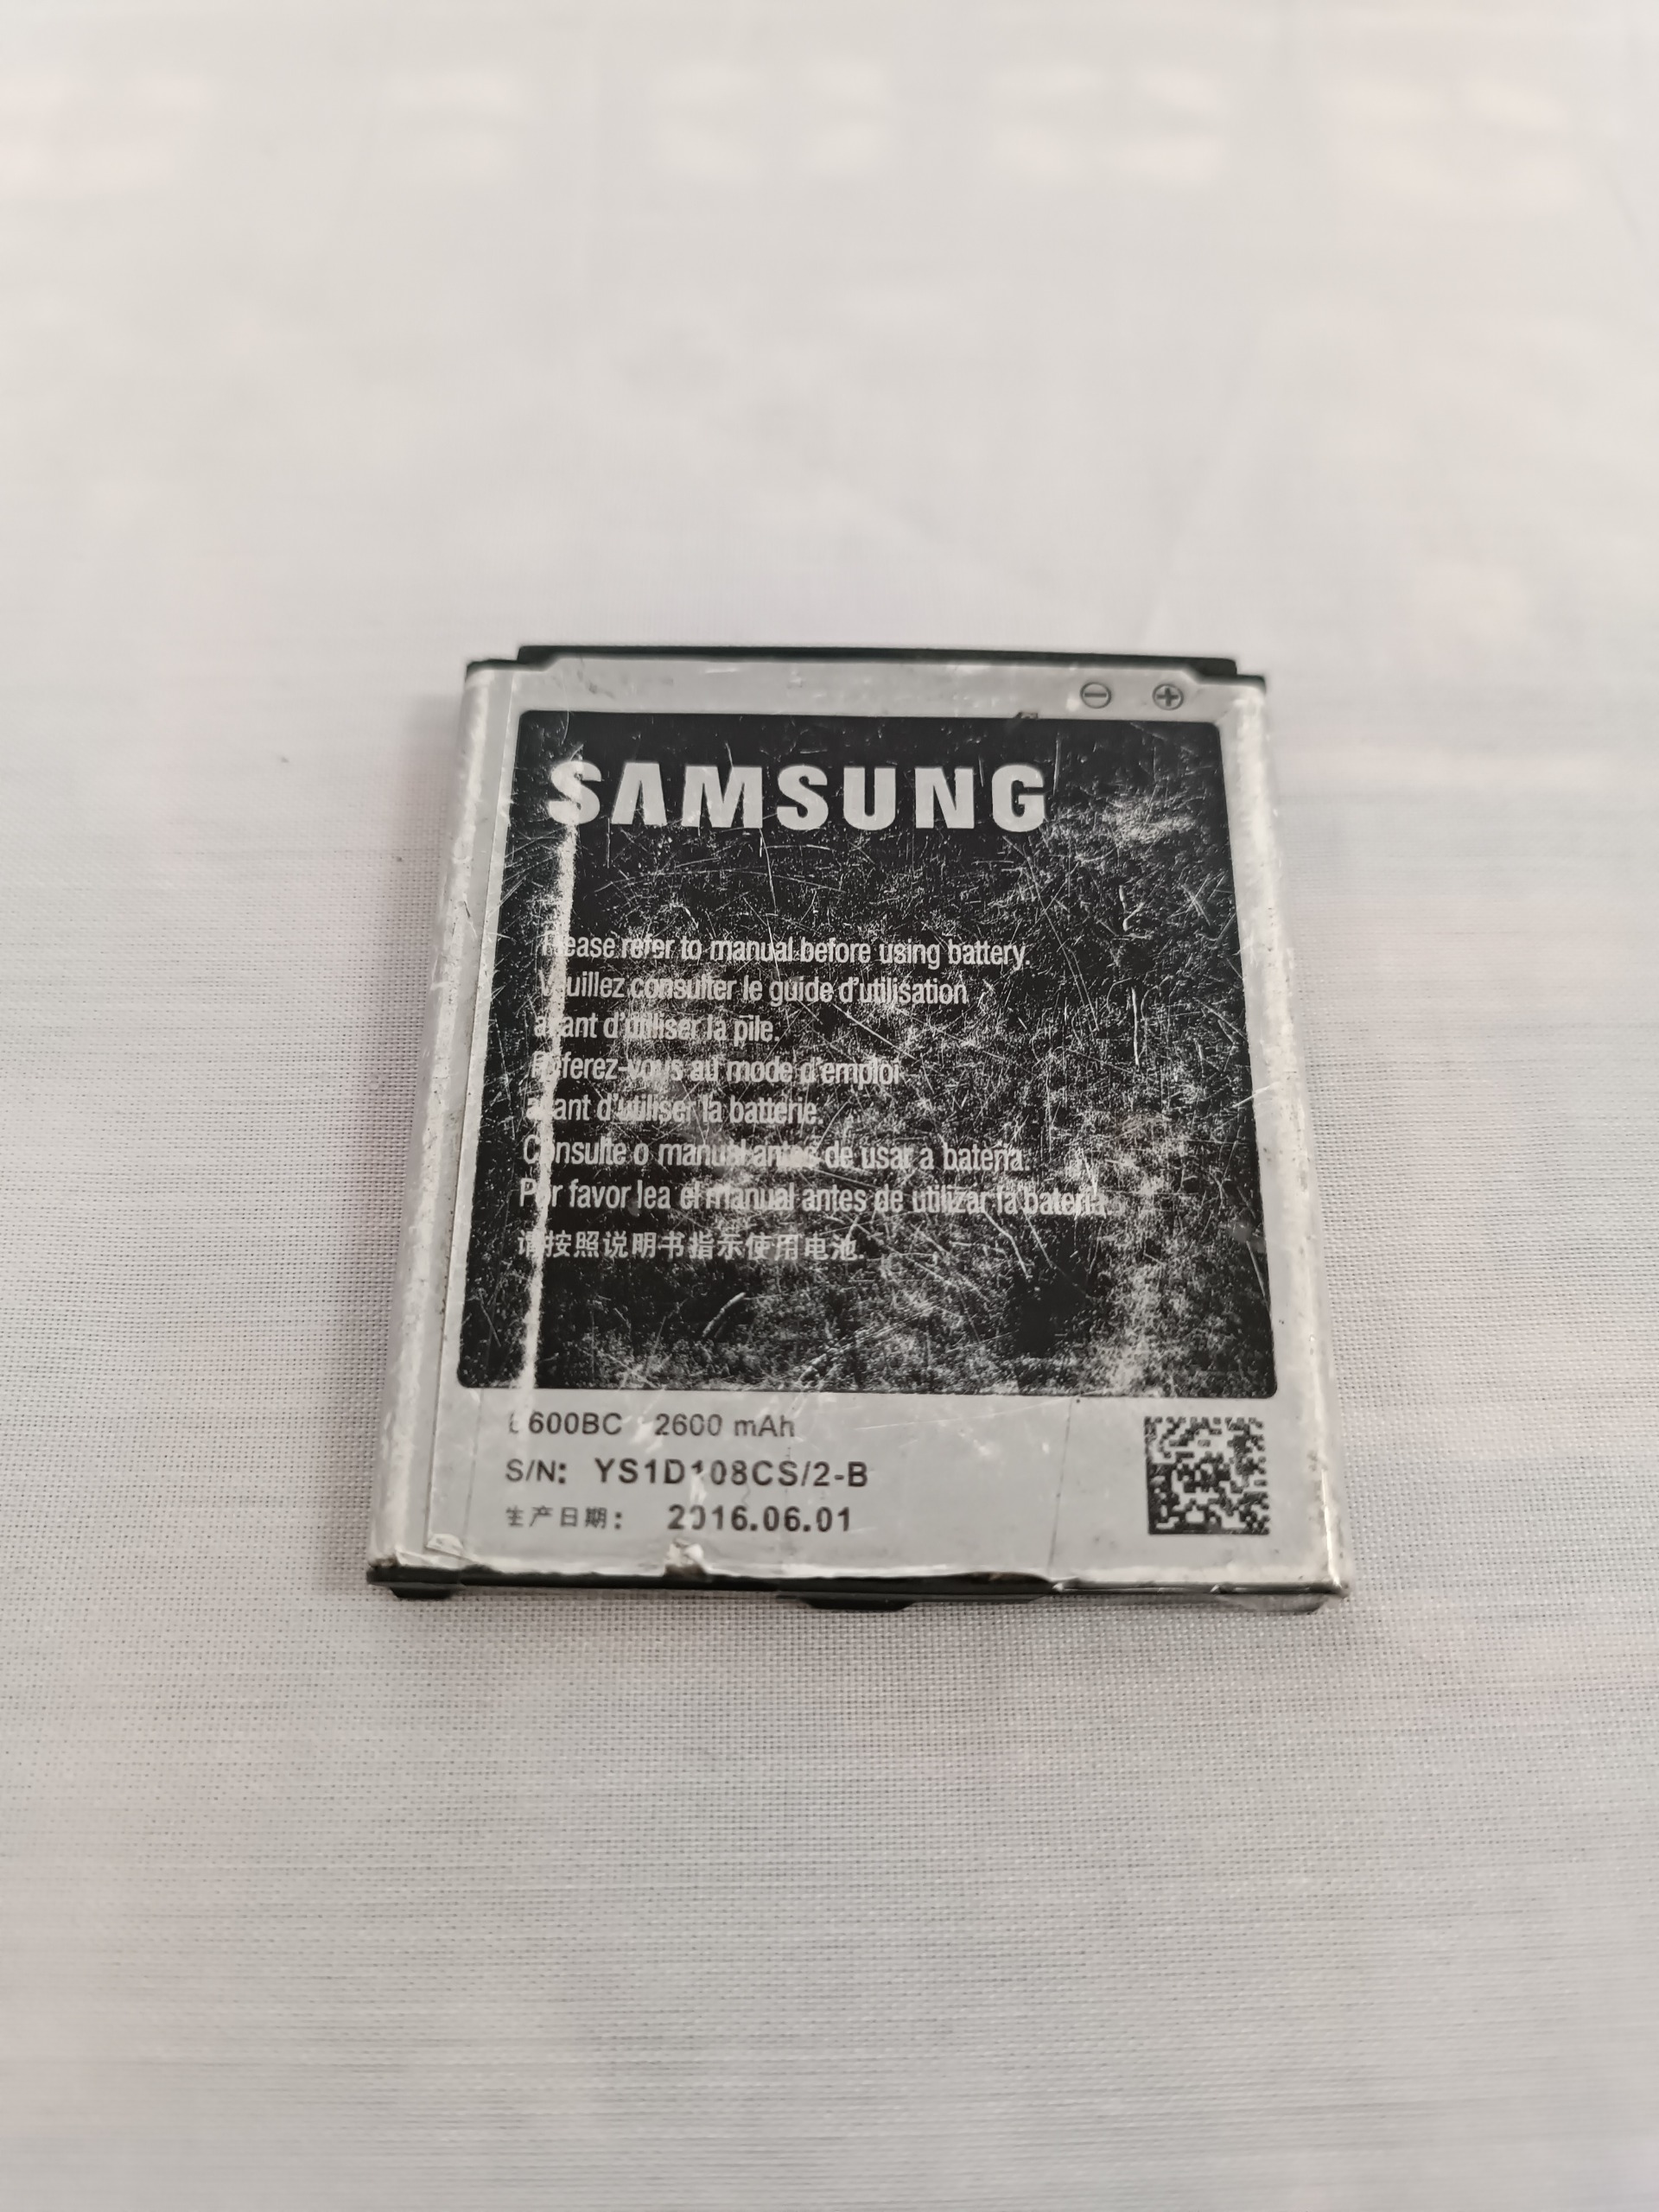 SAMSUNG
Please refer to manual before using battery.
Veuillez consulter le guide d'utilisation
avant d'utiliser la pile.
Référez-vous au mode d'emploi
avant d'utiliser la batterie.
Consulte o manual antes de usar a bateria.
Por favor lea el manual antes de utilizar la batería.
请按照说明书指示使用电池.
2600 mAh
S/N: YS1D108CS/2-B
生产日期: 2016.06.01